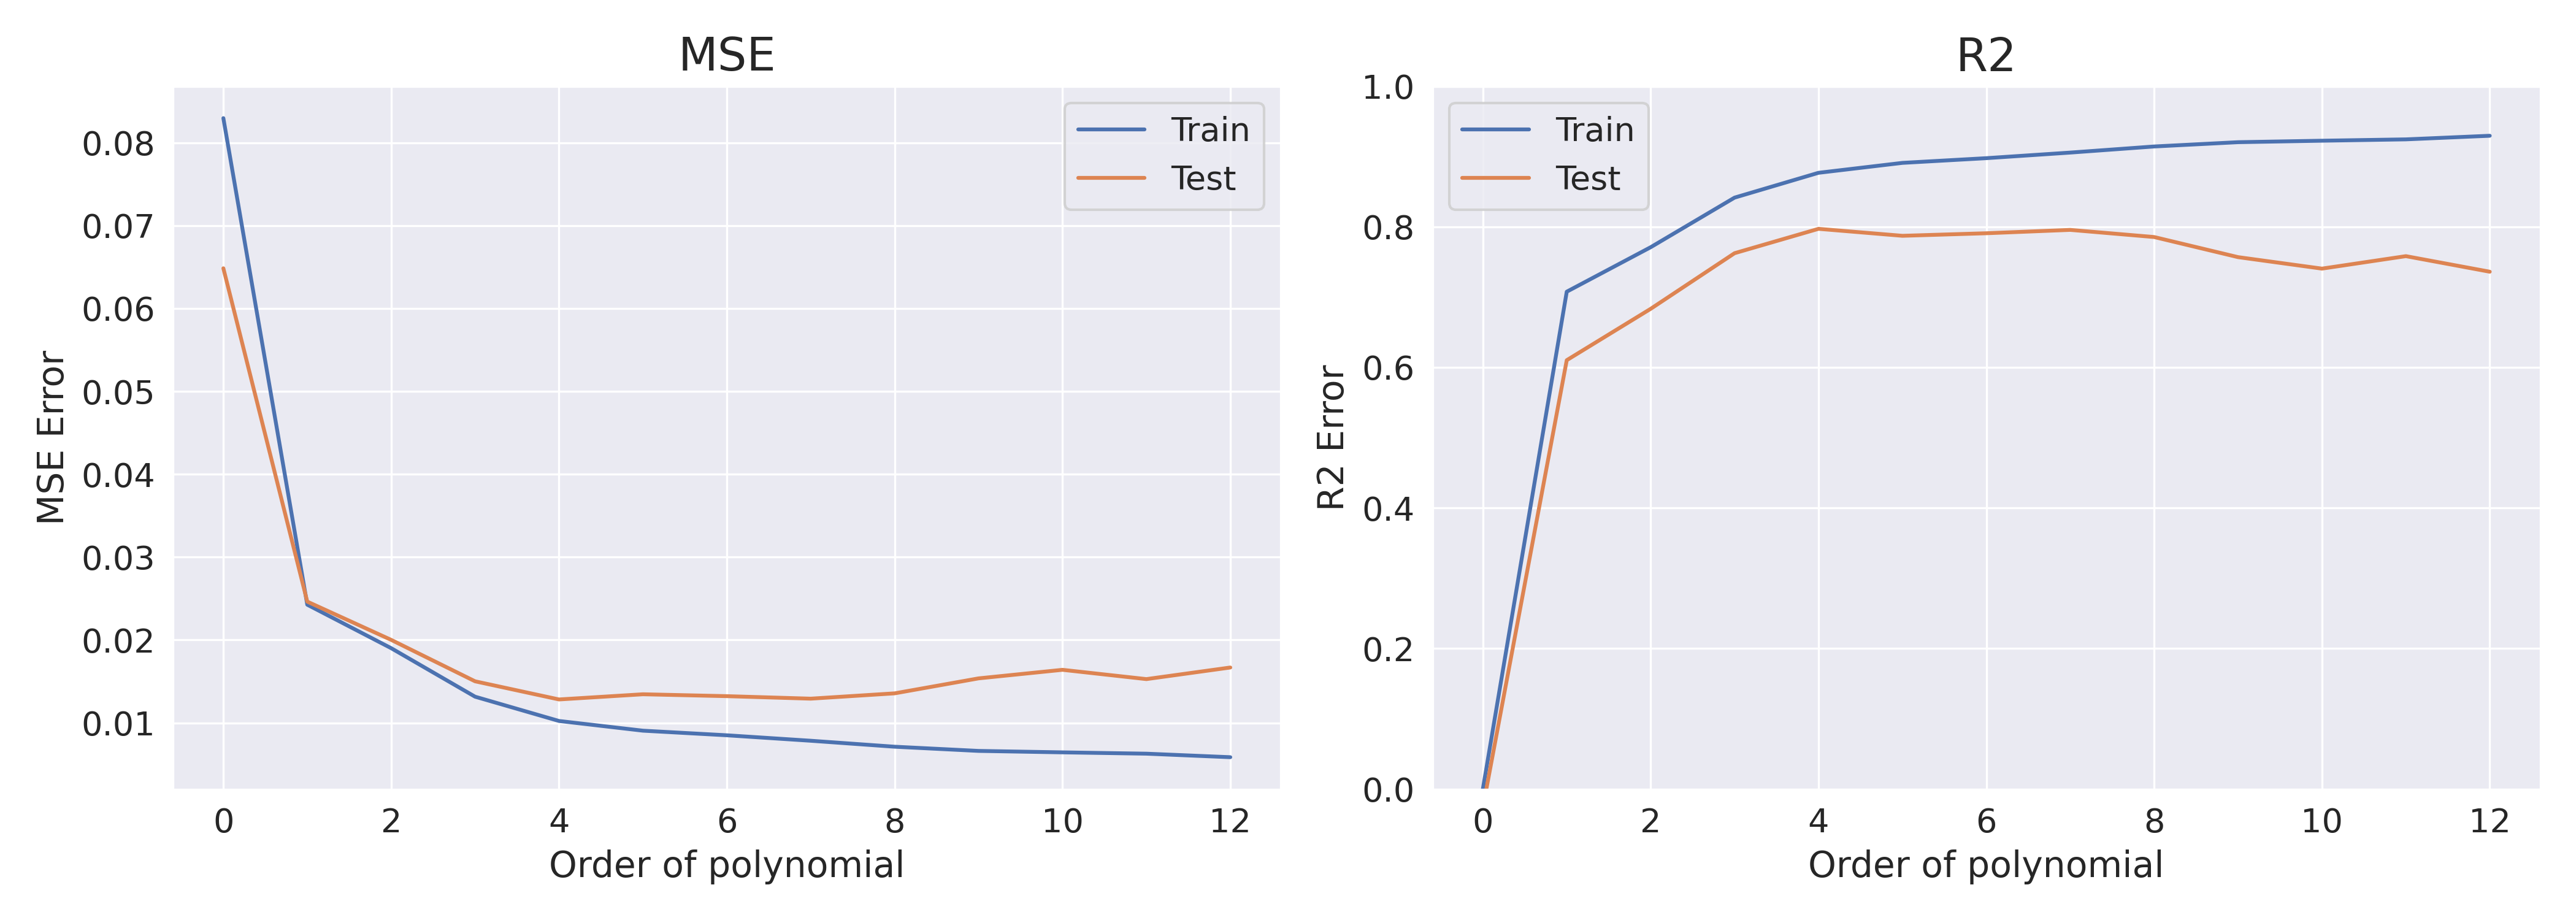 MSE
MSE Error
0.08
0.07
0.06
0.05
0.04
0.03
0.02
0.01
Train
Test
0 2 4 6 8 10 12
Order of polynomial
R2
R2 Error
1.0
0.8
0.6
0.4
0.2
0.0
Train
Test
0 2 4 6 8 10 12
Order of polynomial